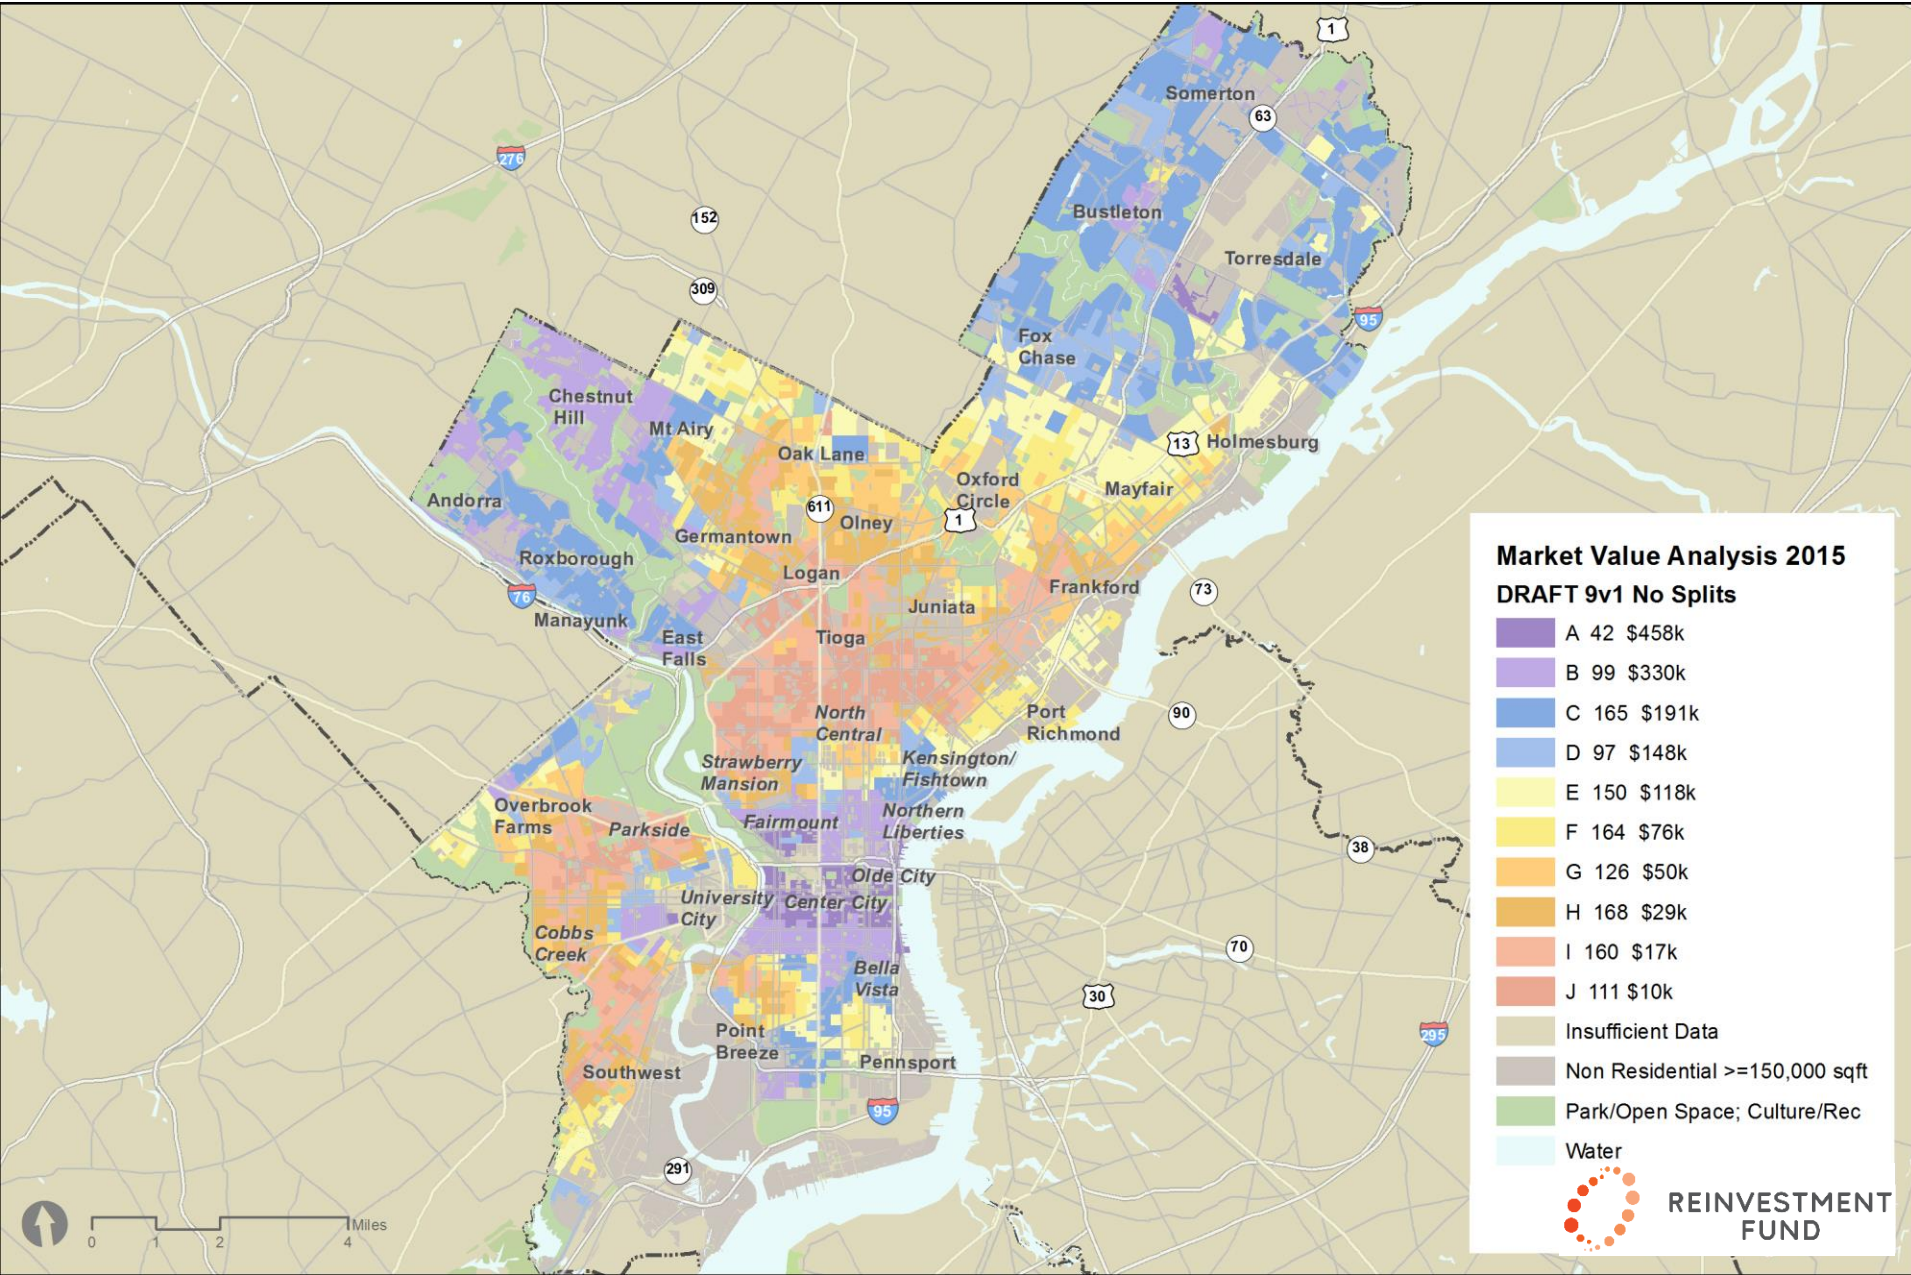 1
Somerton
63
276
152
Bustleton
Torresdale
309
95
Fox
Chase
Chestnut
Hill
Mt Airy
13
Holmesburg
Oak Lane
Oxford
Circle
Mayfair
Andorra
611
Olney
1
Germantown
Roxborough
Logan
Frankford
73
76
Juniata
Manayunk
East
Falls
Tioga
North
Central
Port
Richmond
90
Strawberry
Mansion
Kensington/
Fishtown
Overbrook
Farms
Parkside
Fairmount
Northern
Liberties
38
Olde City
University
City
Center City
Cobbs
Creek
70
Bella
Vista
30
295
Point
Breeze
Pennsport
Southwest
95
291
0 1 2 4 Miles
Market Value Analysis 2015
DRAFT 9v1 No Splits
A 42 $458k
B 99 $330k
C 165 $191k
D 97 $148k
E 150 $118k
F 164 $76k
G 126 $50k
H 168 $29k
I 160 $17k
J 111 $10k
Insufficient Data
Non Residential >=150,000 sqft
Park/Open Space; Culture/Rec
Water
REINVESTMENT
FUND